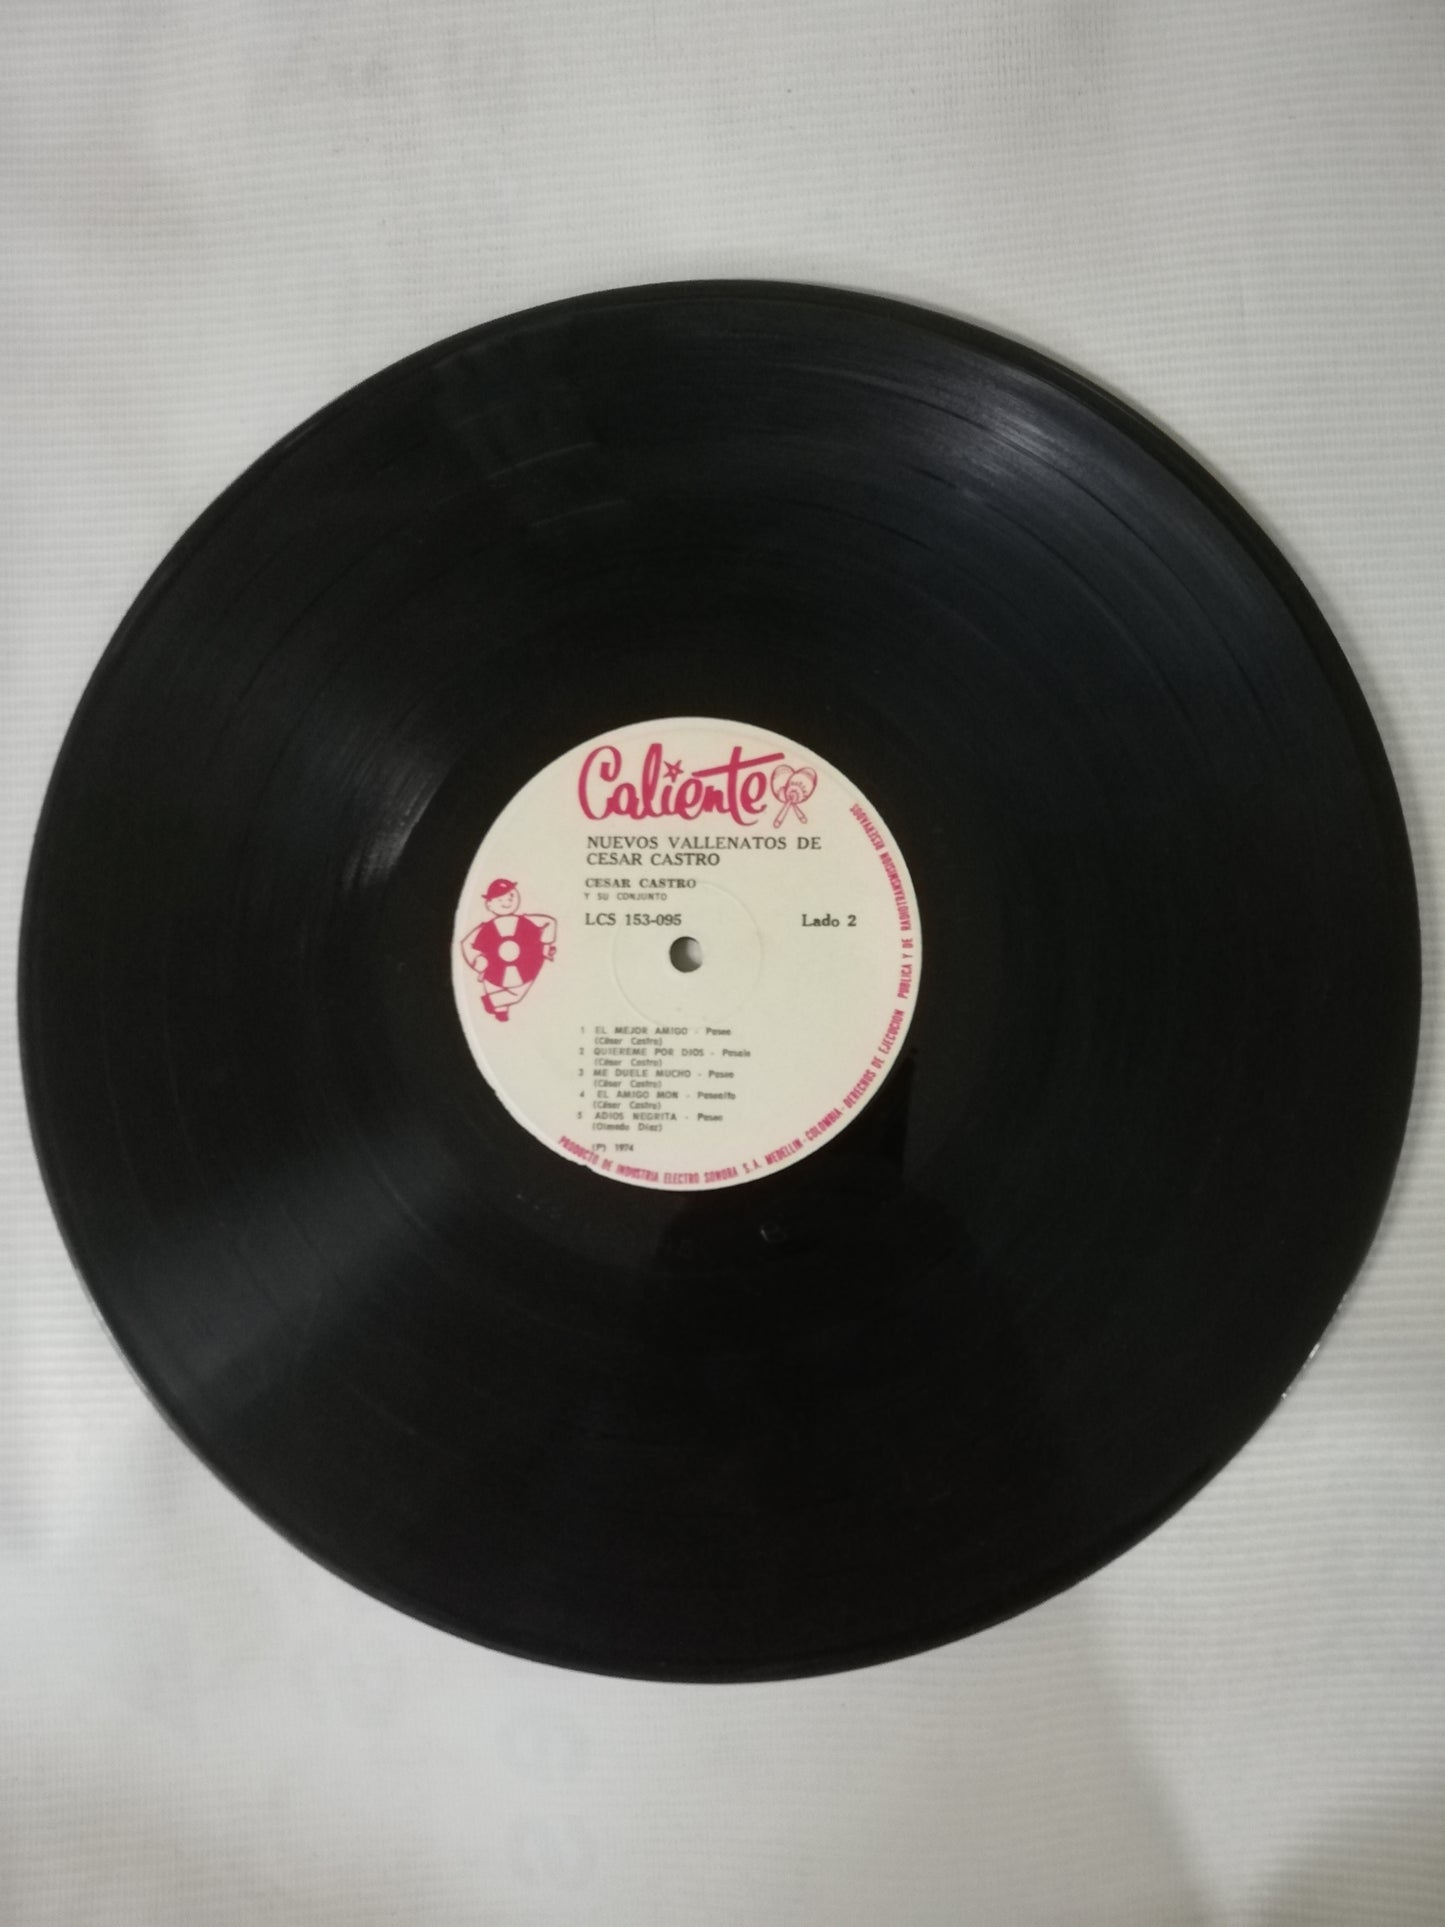 Caliente
NUEVOS VALLENATOS DE
CESAR CASTRO
CESAR CASTRO
Y SU CONJUNTO
LCS 153-095 Lado 2
1 EL MEJOR AMIGO - Paseo
(César Castro)
2 QUIEREME POR DIOS - Paseo
(César Castro)
3 ME DUELE MUCHO - Paseo
(César Castro)
4 EL AMIGO MON - Paseaito
(César Castro)
5 ADIOS NEGRITA - Paseo
(Olmedo Díaz)
(P) 1974
PRODUCTO DE INDUSTRIA ELECTRO SONORA S.A. MEDELLIN - COLOMBIA - DERECHOS DE EJECUCION PUBLICA Y DE RADIOTRANSMISION RESERVADOS